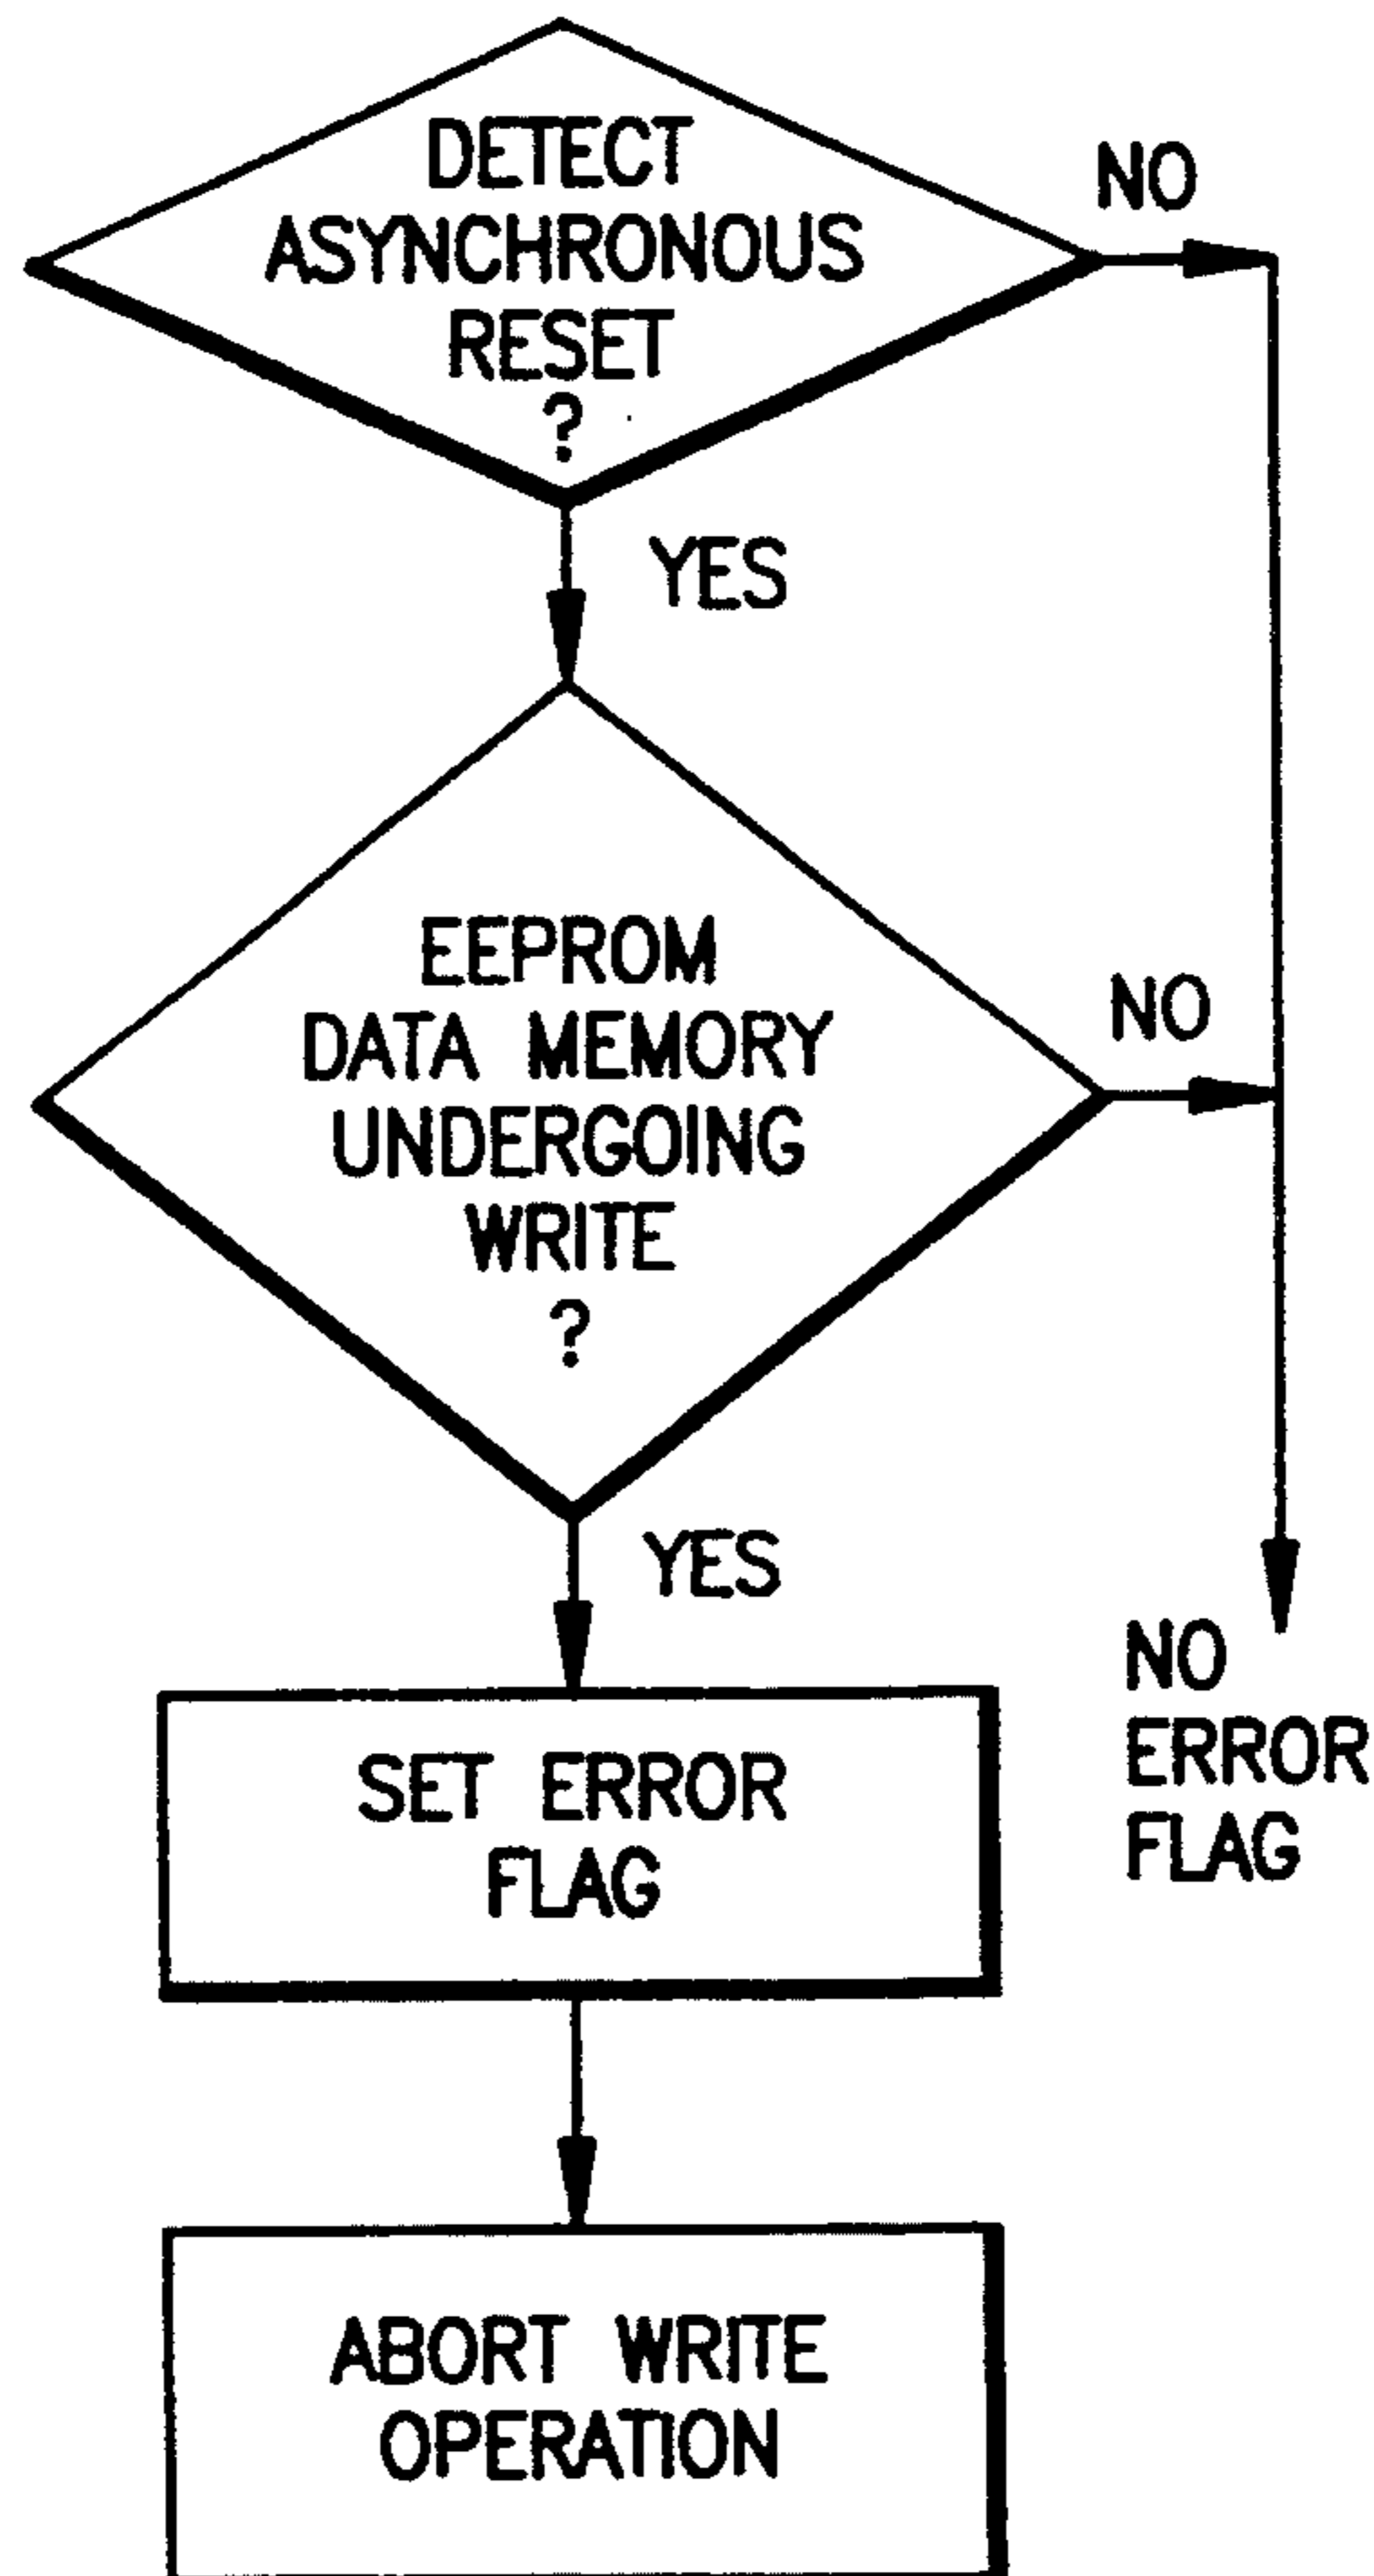 DETECT
ASYNCHRONOUS
RESET
?
NO
YES
EEPROM
DATA MEMORY
UNDERGOING
WRITE
?
NO
YES
SET ERROR
FLAG
NO
ERROR
FLAG
ABORT WRITE
OPERATION